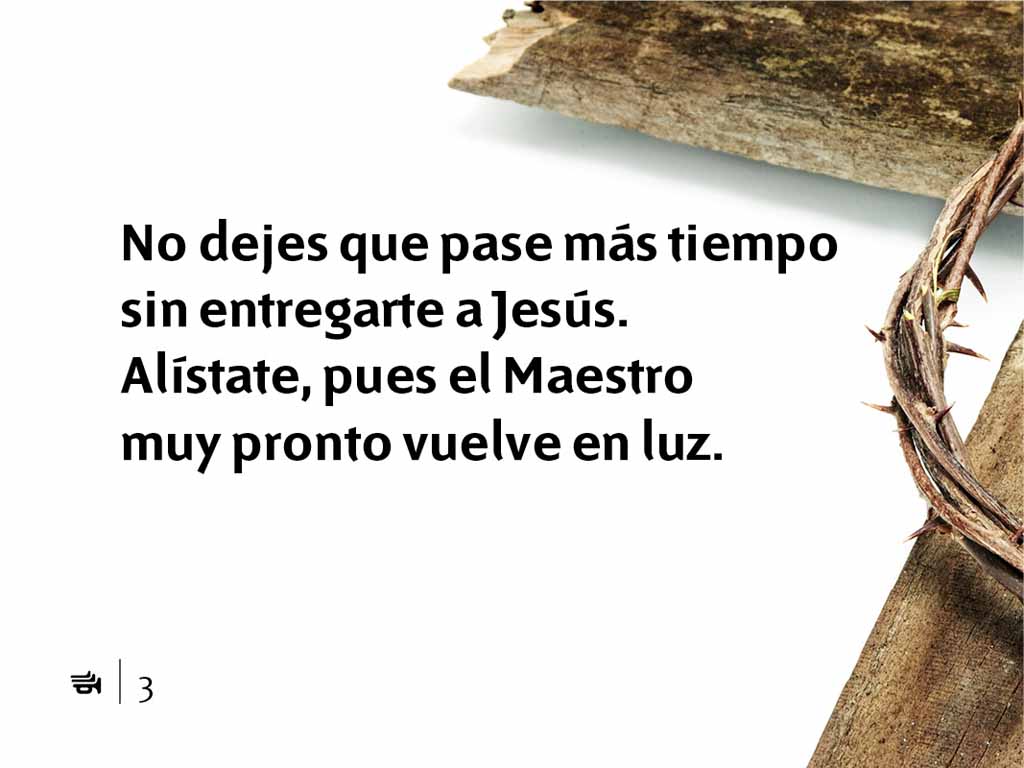 No dejes que pase más tiempo
sin entregarte a Jesús.
Alístate, pues el Maestro
muy pronto vuelve en luz.
3